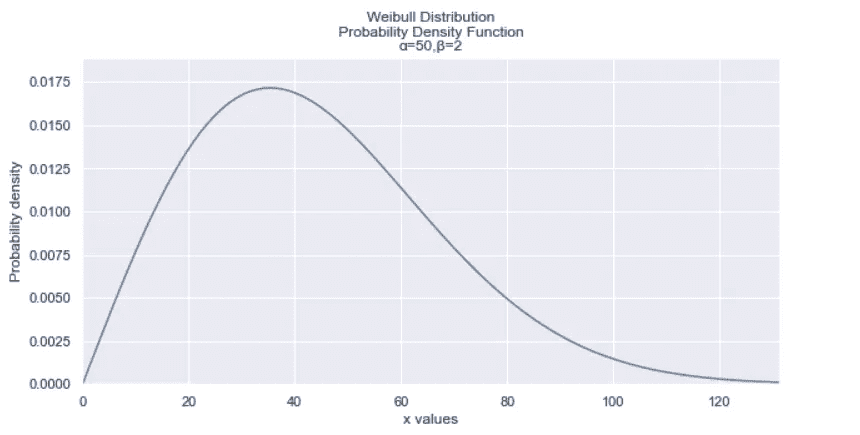 Weibull Distribution
Probability Density Function
α=50,β=2
0.0175
0.0150
0.0125
0.0100
0.0075
0.0050
0.0025
0.0000
Probability density
0 20 40 60 80 100 120
x values